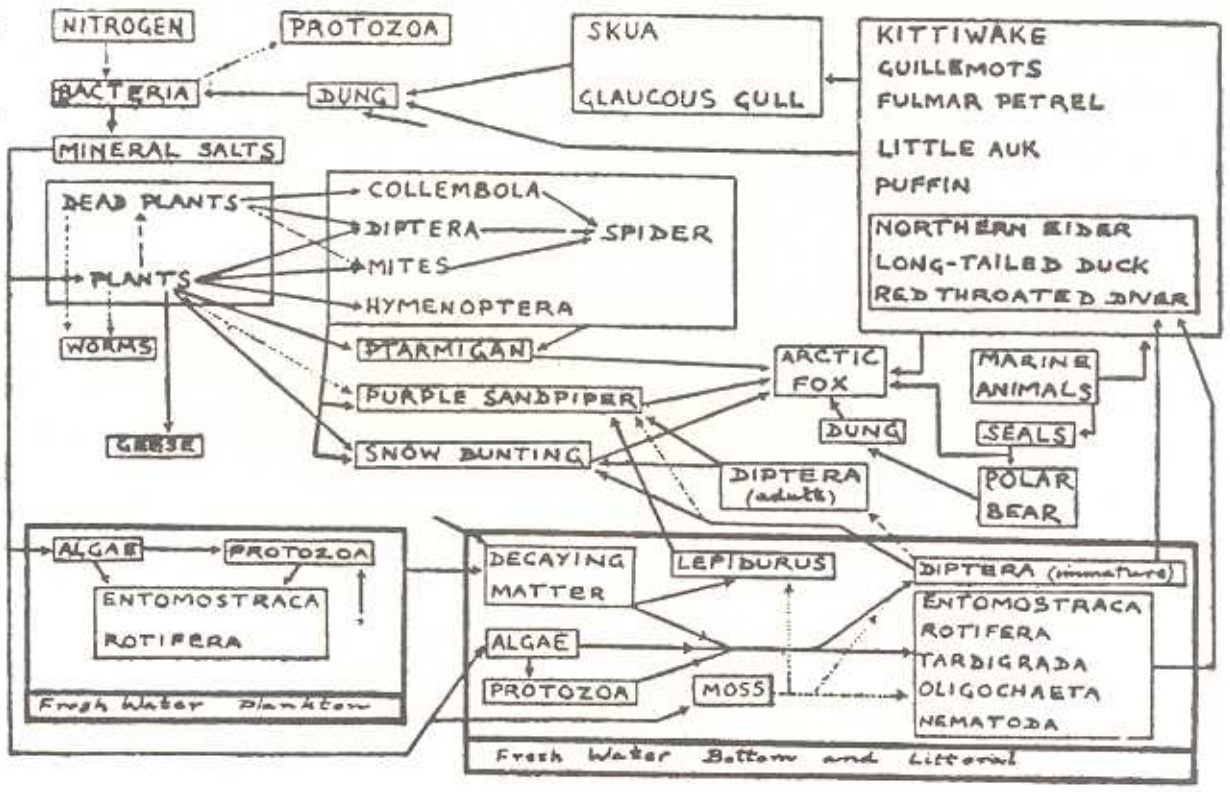 NITROGEN
PROTOZOA
BACTERIA
DUNG
MINERAL SALTS
SKUA
GLAUCOUS GULL
KITTIWAKE
GUILLEMOTS
FULMAR PETREL
LITTLE AUK
PUFFIN
NORTHERN EIDER
LONG-TAILED DUCK
RED THROATED DIVER
DEAD PLANTS
PLANTS
WORMS
GEESE
COLLEMBOLA
DIPTERA
MITES
HYMENOPTERA
SPIDER
PTARMIGAN
PURPLE SANDPIPER
SNOW BUNTING
ARCTIC
FOX
MARINE
ANIMALS
DUNG
SEALS
POLAR
BEAR
DIPTERA
(adult)
ALGAE
PROTOZOA
ENTOMOSTRACA
ROTIFERA
Fresh Water Plankton
DECAYING
MATTER
LEPIDURUS
DIPTERA (immature)
ALGAE
PROTOZOA
MOSS
ENTOMOSTRACA
ROTIFERA
TARDIGRADA
OLIGOCHAETA
NEMATODA
Fresh Water Bottom and Littoral